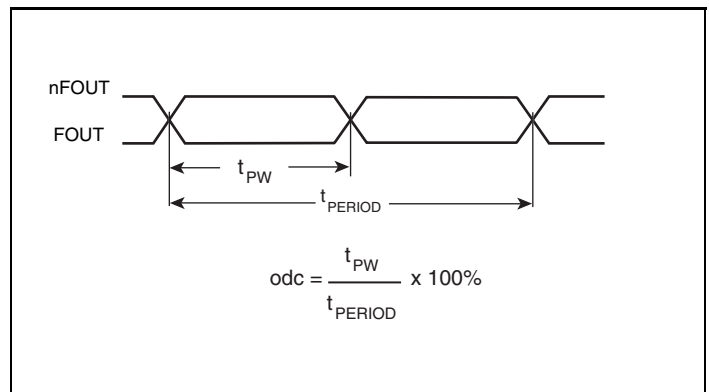 nFOUT
FOUT
tPW
tPERIOD
odc = tPW / tPERIOD x 100%